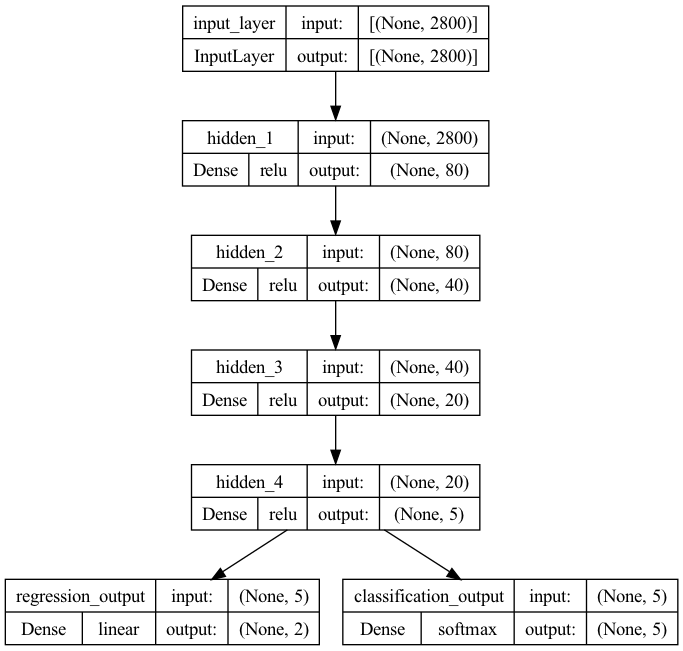 input_layer input: [(None, 2800)]
InputLayer output: [(None, 2800)]
hidden_1 input: (None, 2800)
Dense relu output: (None, 80)
hidden_2 input: (None, 80)
Dense relu output: (None, 40)
hidden_3 input: (None, 40)
Dense relu output: (None, 20)
hidden_4 input: (None, 20)
Dense relu output: (None, 5)
regression_output input: (None, 5)
Dense linear output: (None, 2)
classification_output input: (None, 5)
Dense softmax output: (None, 5)